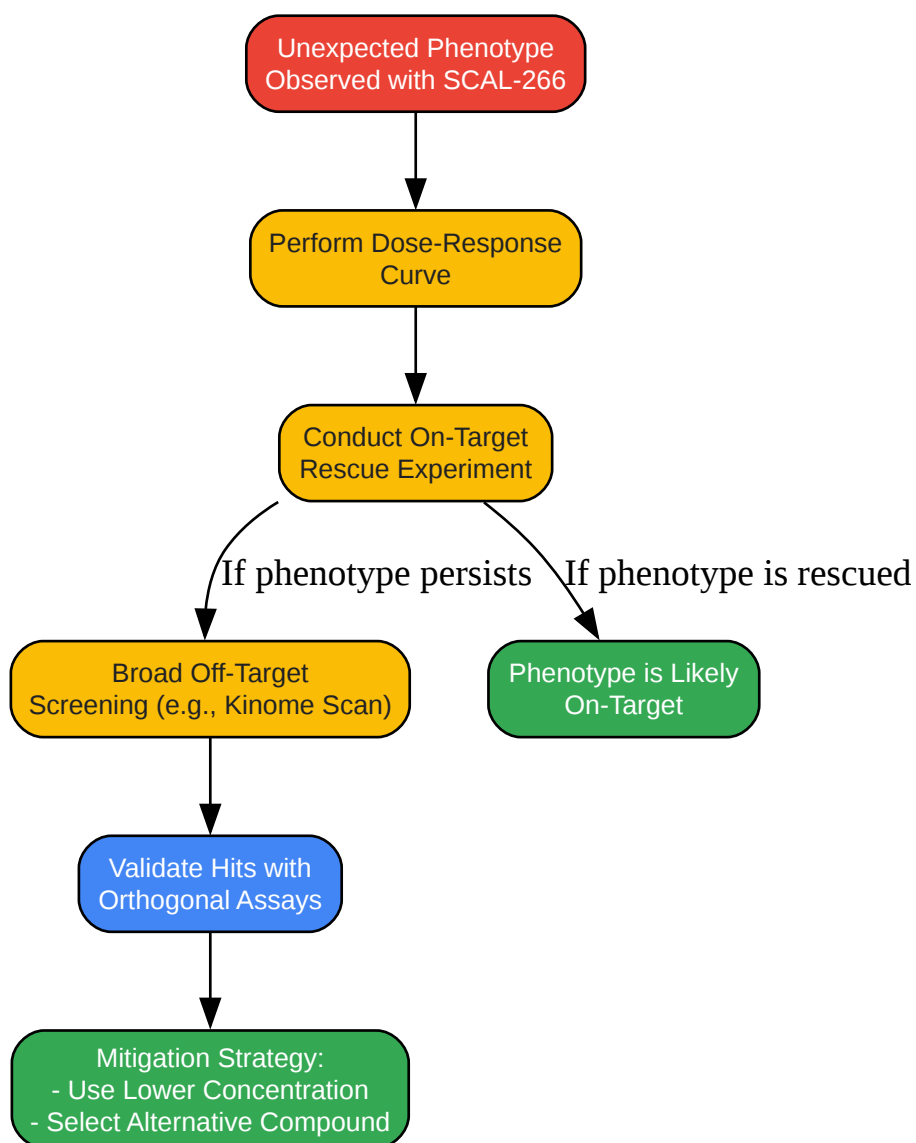 Unexpected Phenotype
Observed with SCAL-266
Perform Dose-Response
Curve
Conduct On-Target
Rescue Experiment
If phenotype persists
If phenotype is rescued
Broad Off-Target
Screening (e.g., Kinome Scan)
Phenotype is Likely
On-Target
Validate Hits with
Orthogonal Assays
Mitigation Strategy:
- Use Lower Concentration
- Select Alternative Compound